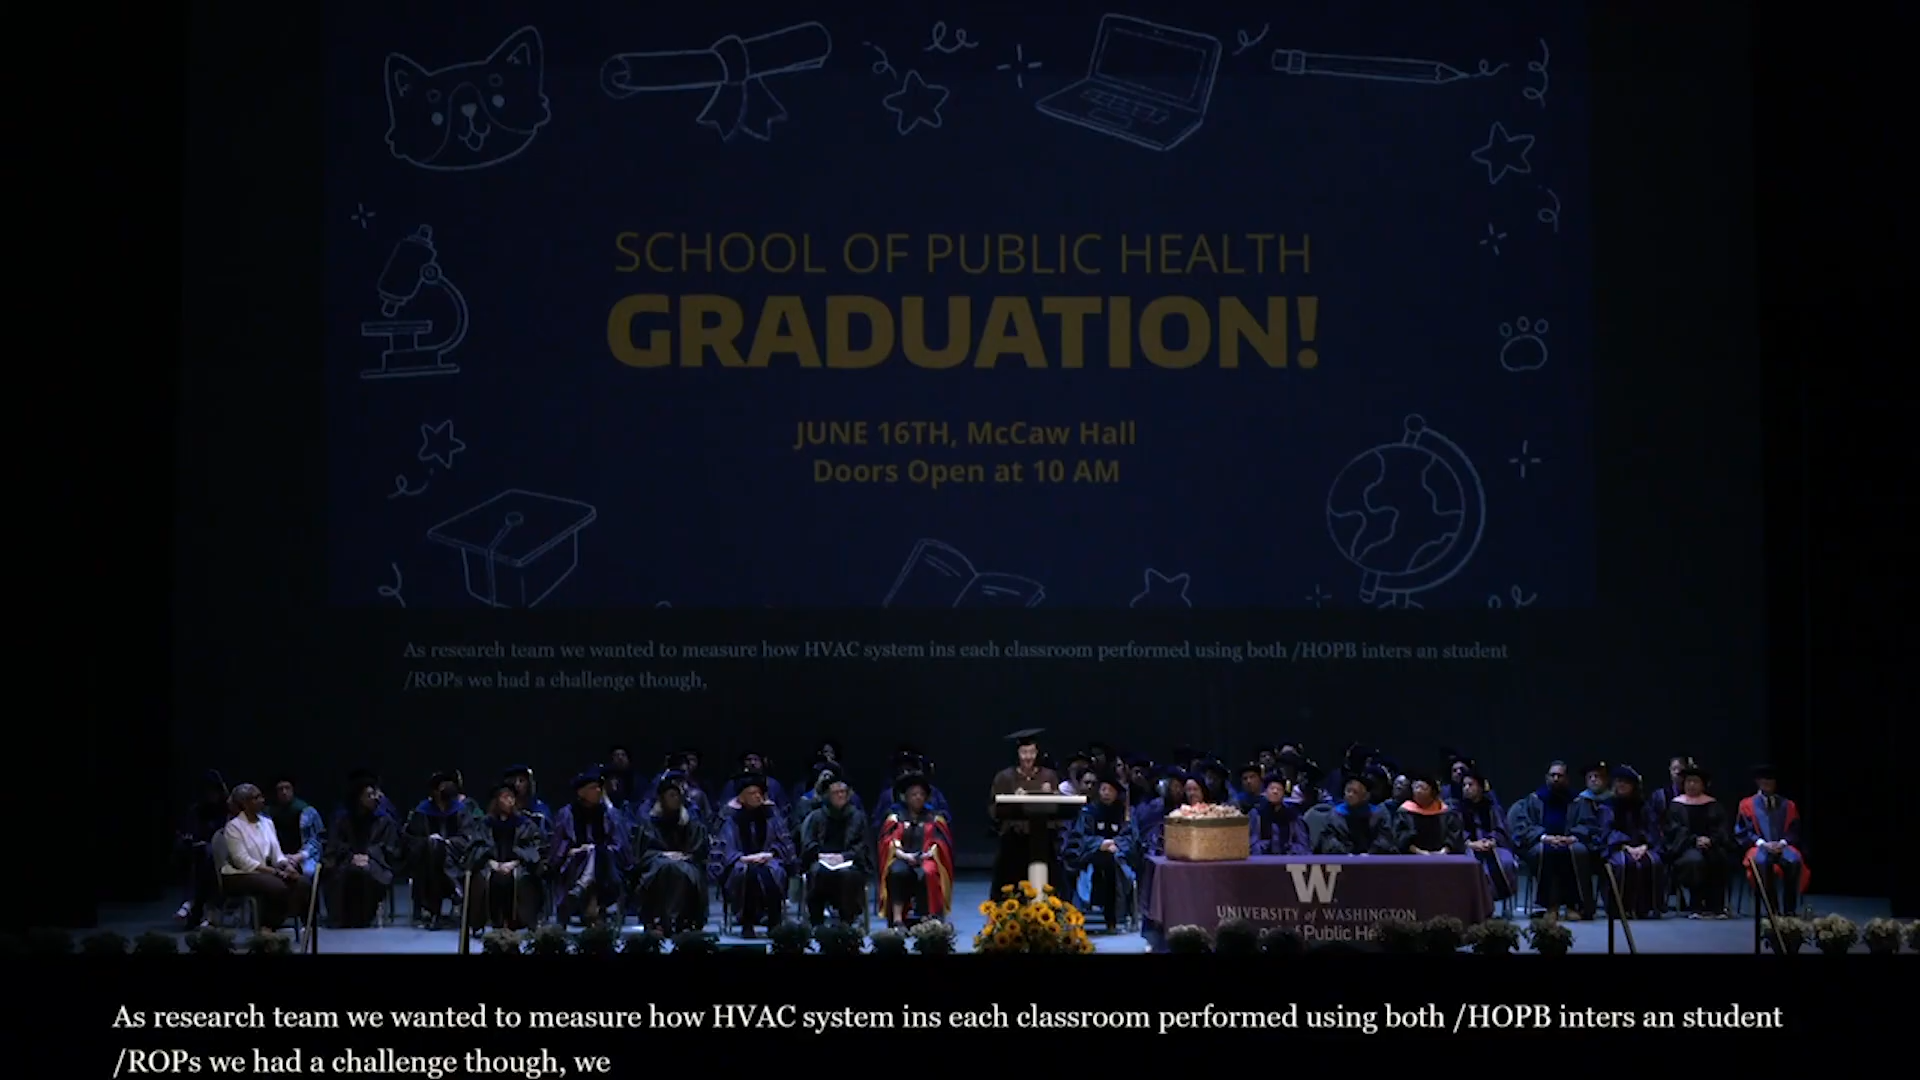 SCHOOL OF PUBLIC HEALTH
GRADUATION!
JUNE 16TH, McCaw Hall
Doors Open at 10 AM
As research team we wanted to measure how HVAC system ins each classroom performed using both /HOPB inters an student
/ROPs we had a challenge though,
W
UNIVERSITY of WASHINGTON
of Public
As research team we wanted to measure how HVAC system ins each classroom performed using both /HOPB inters an student
/ROPs we had a challenge though, we